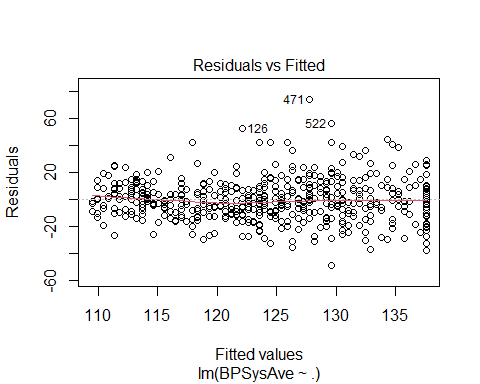 Residuals vs Fitted
Residuals
60
20
-20
-60
471
522
126
110 115 120 125 130 135
Fitted values
lm(BPSysAve ~ .)